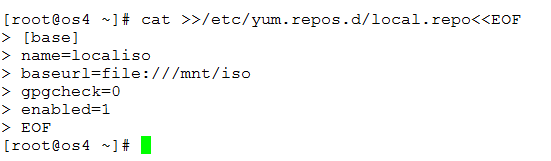 [root@os4 ~]# cat >>/etc/yum.repos.d/local.repo<<EOF
> [base]
> name=localiso
> baseurl=file:///mnt/iso
> gpgcheck=0
> enabled=1
> EOF
[root@os4 ~]#